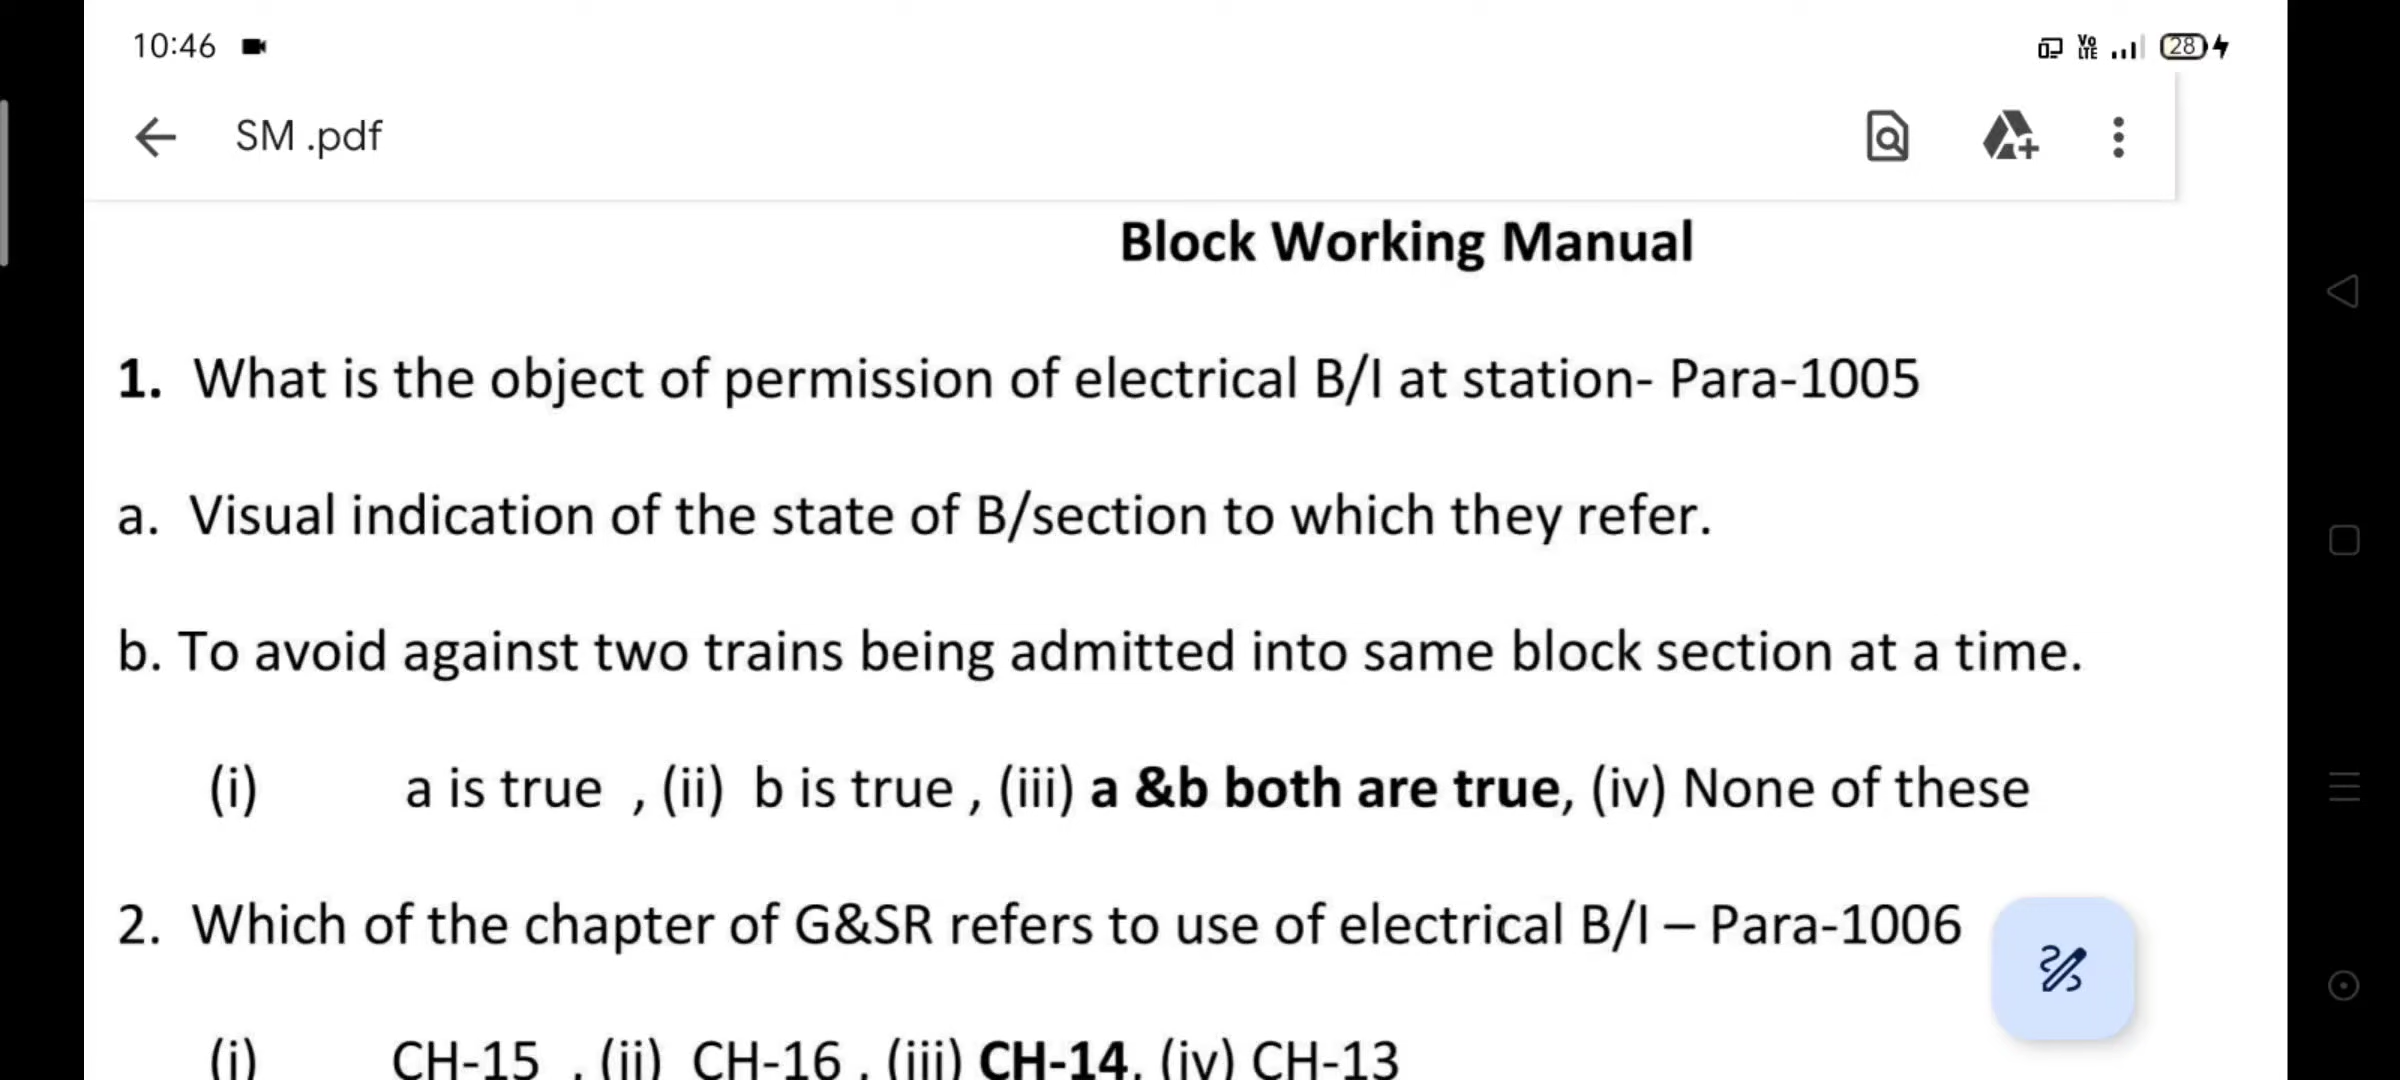 10:46
Vo LTE 28
SM .pdf
Block Working Manual
1. What is the object of permission of electrical B/I at station- Para-1005
a. Visual indication of the state of B/section to which they refer.
b. To avoid against two trains being admitted into same block section at a time.
(i) a is true , (ii) b is true , (iii) a &b both are true, (iv) None of these
2. Which of the chapter of G&SR refers to use of electrical B/I – Para-1006
(i) CH-15 , (ii) CH-16 , (iii) CH-14, (iv) CH-13